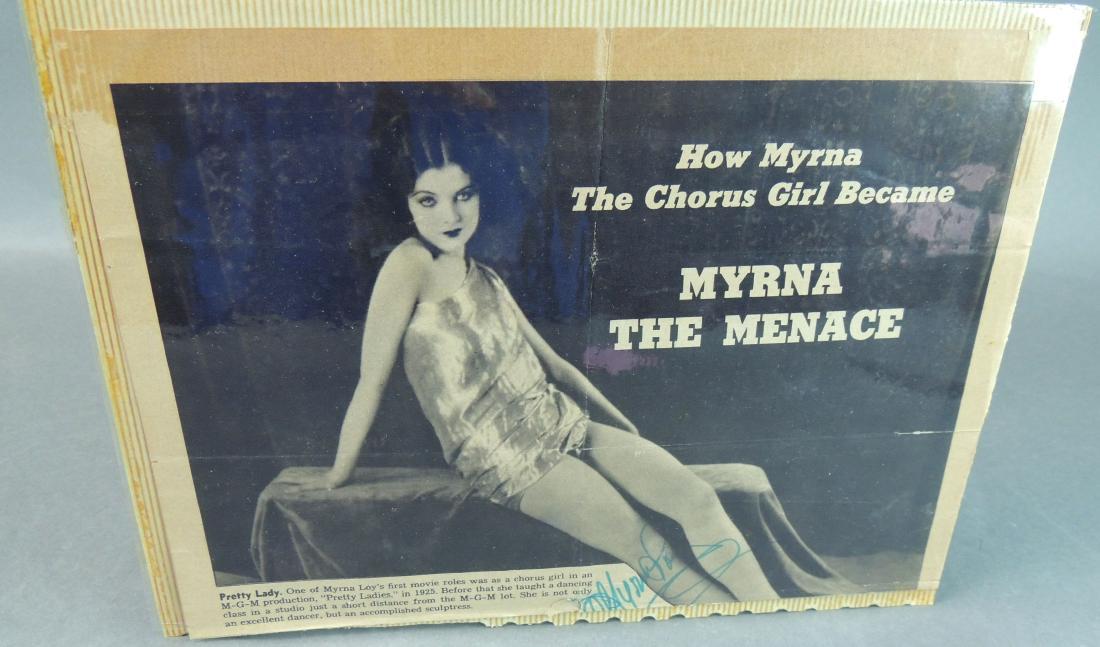 How Myrna
The Chorus Girl Became
MYRNA
THE MENACE
Pretty Lady. One of Myrna Loy's first movie roles was as a chorus girl in an
M-G-M production, "Pretty Ladies," in 1925. Before that she taught a dancing
class in a studio just a short distance from the M-G-M lot. She is not only
an excellent dancer, but an accomplished sculptress.
Myrna Loy